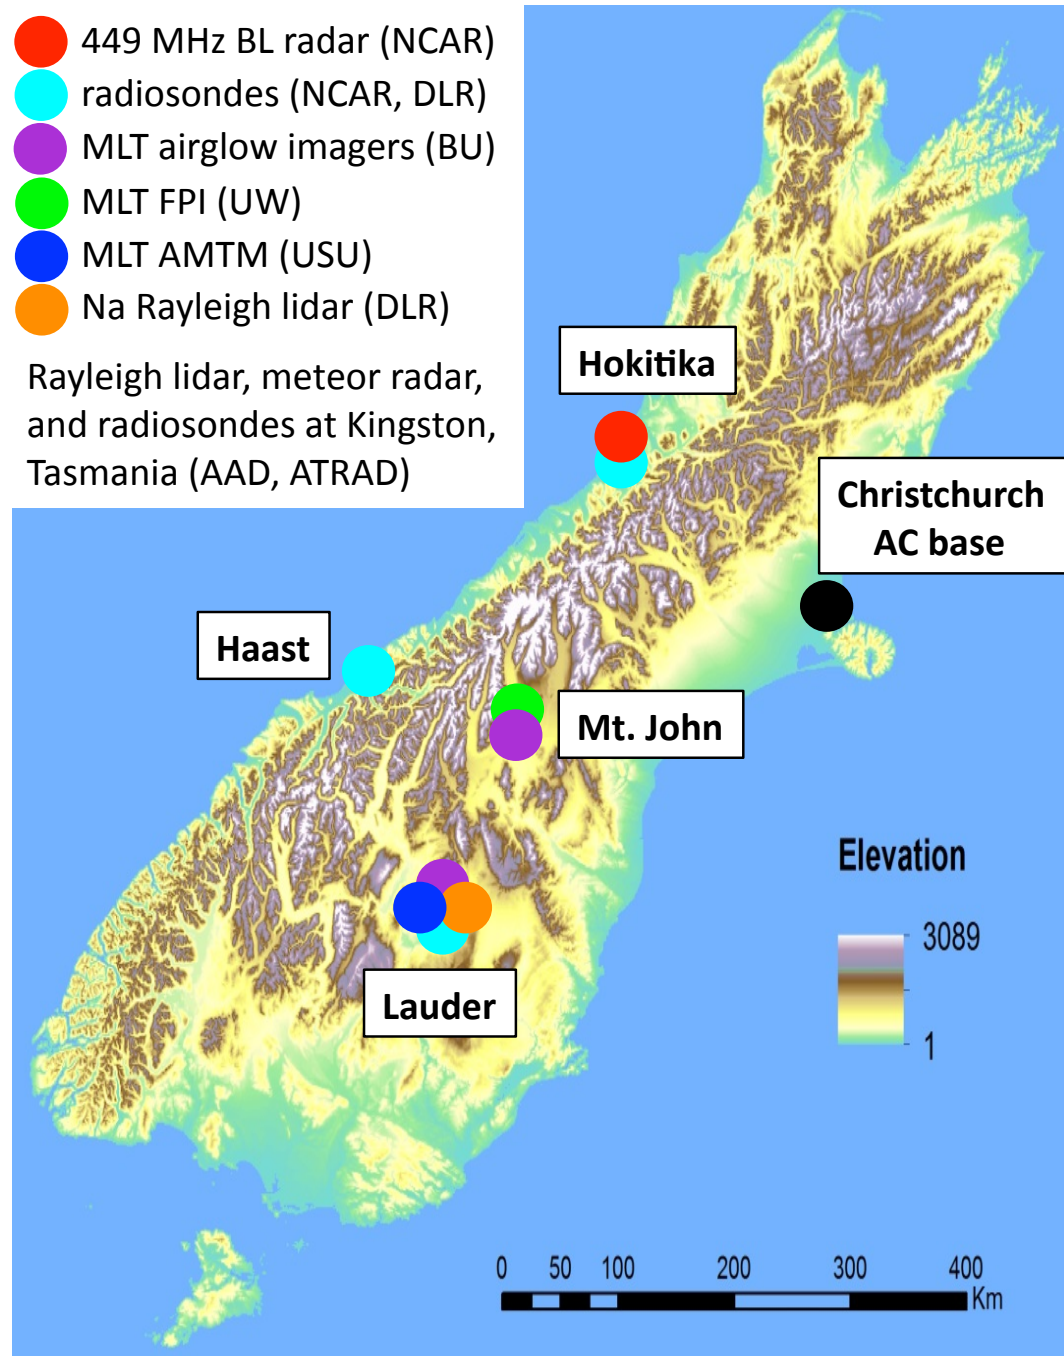 449 MHz BL radar (NCAR)
radiosondes (NCAR, DLR)
MLT airglow imagers (BU)
MLT FPI (UW)
MLT AMTM (USU)
Na Rayleigh lidar (DLR)
Rayleigh lidar, meteor radar,
and radiosondes at Kingston,
Tasmania (AAD, ATRAD)
Hokitika
Christchurch
AC base
Haast
Mt. John
Lauder
Elevation
3089
1
0 50 100 200 300 400
Km